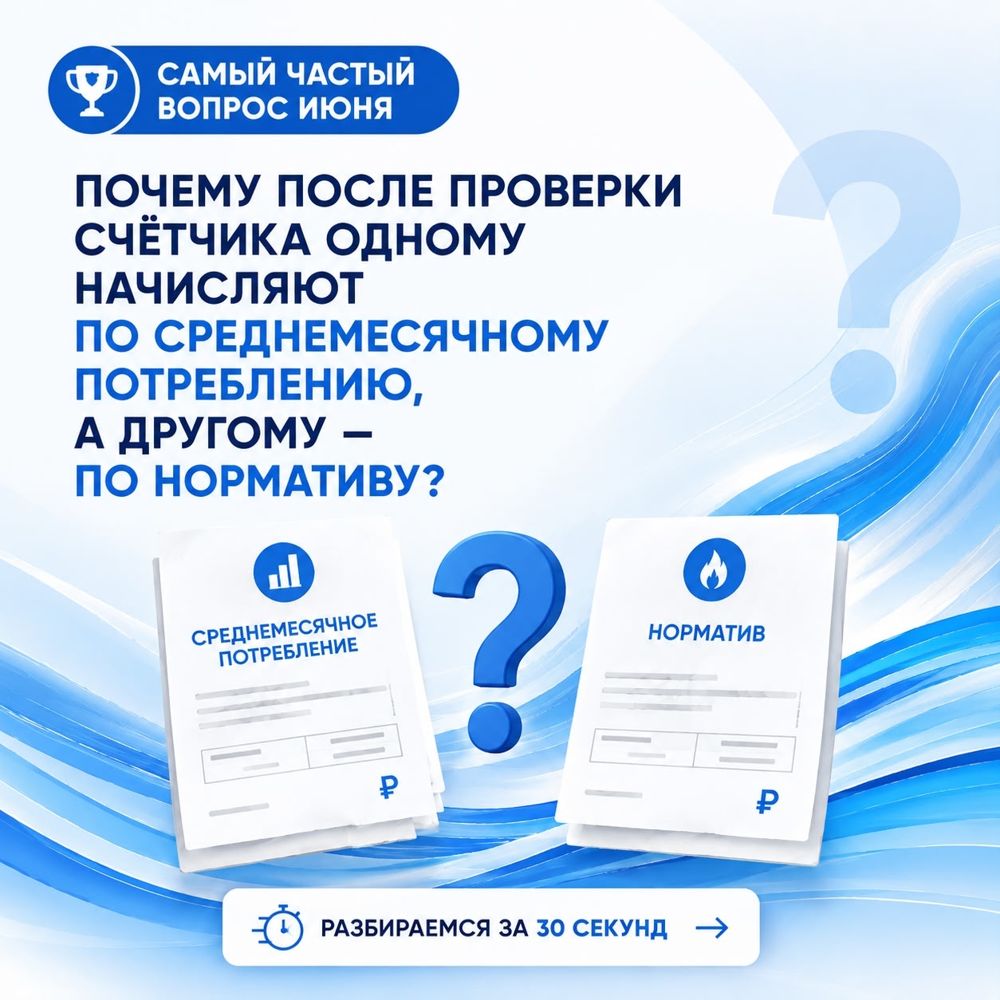 САМЫЙ ЧАСТЫЙ
ВОПРОС ИЮНЯ
ПОЧЕМУ ПОСЛЕ ПРОВЕРКИ
СЧЁТЧИКА ОДНОМУ
НАЧИСЛЯЮТ
ПО СРЕДНЕМЕСЯЧНОМУ
ПОТРЕБЛЕНИЮ,
А ДРУГОМУ —
ПО НОРМАТИВУ?
?
СРЕДНЕМЕСЯЧНОЕ
ПОТРЕБЛЕНИЕ
₽
?
НОРМАТИВ
₽
РАЗБИРАЕМСЯ ЗА 30 СЕКУНД →